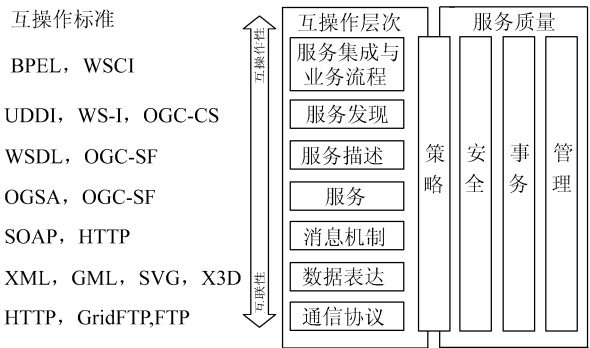 互操作标准
互操作层次
服务质量
互操作性
BPEL，WSCI
服务集成与
业务流程
UDDI，WS-I，OGC-CS
服务发现
WSDL，OGC-SF
服务描述
OGSA，OGC-SF
服务
SOAP，HTTP
消息机制
XML，GML，SVG，X3D
数据表达
互联性
HTTP，GridFTP,FTP
通信协议
策略
安全
事务
管理